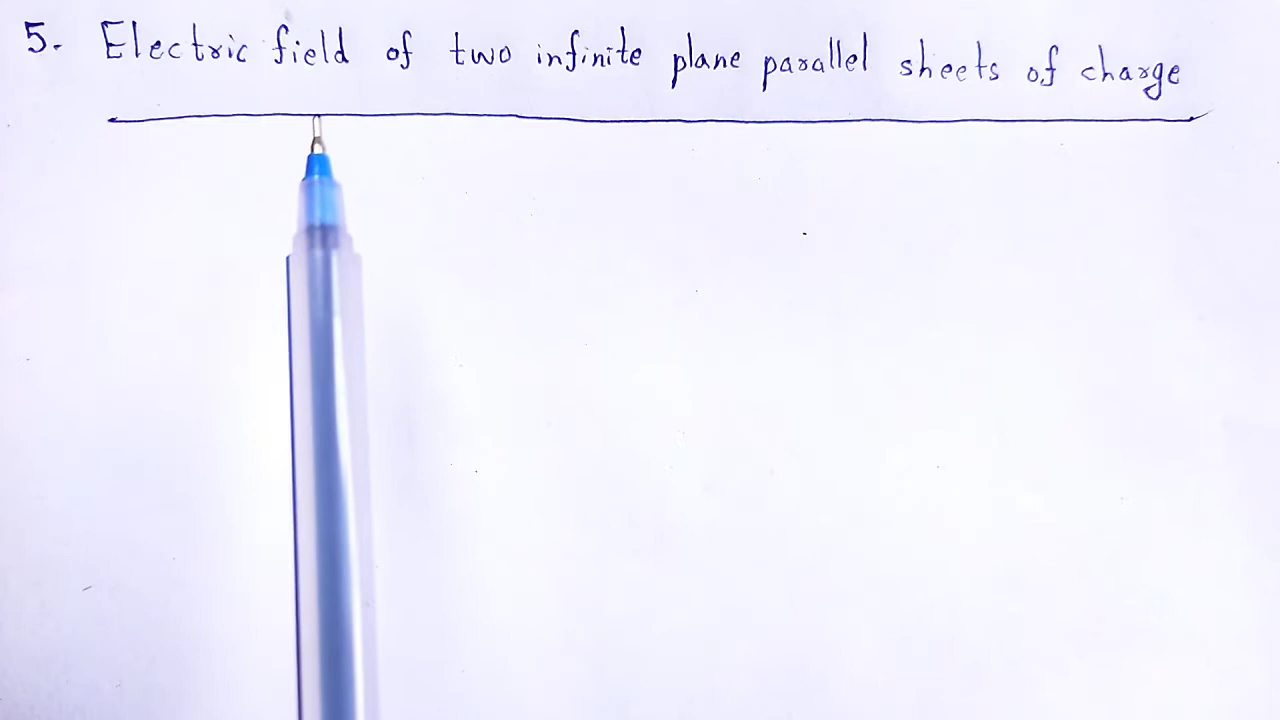 5. Electric field of two infinite plane parallel sheets of charge